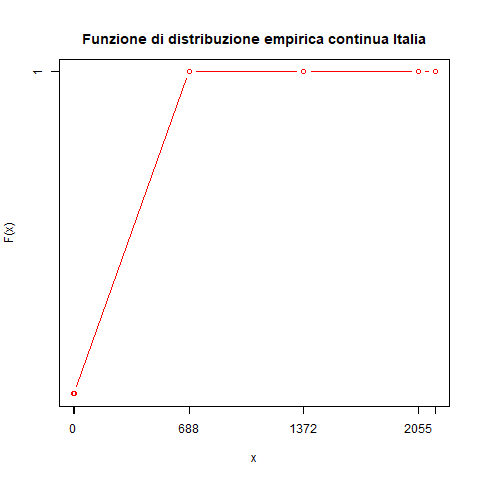 Funzione di distribuzione empirica continua Italia
1
F(x)
0 688 1372 2055
x